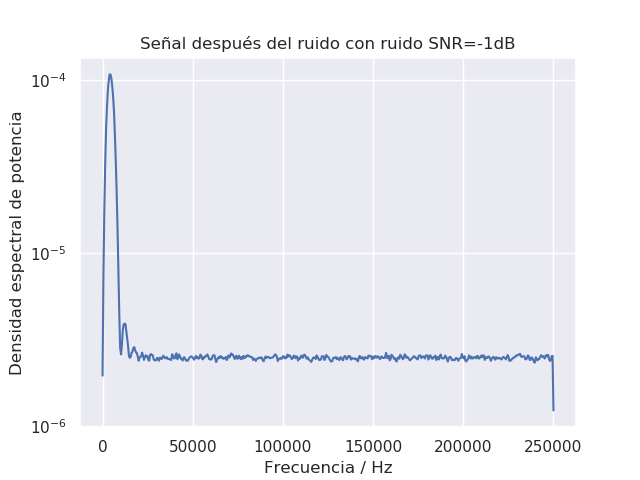 Señal después del ruido con ruido SNR=-1dB
Densidad espectral de potencia
10⁻⁴
10⁻⁵
10⁻⁶
0 50000 100000 150000 200000 250000
Frecuencia / Hz